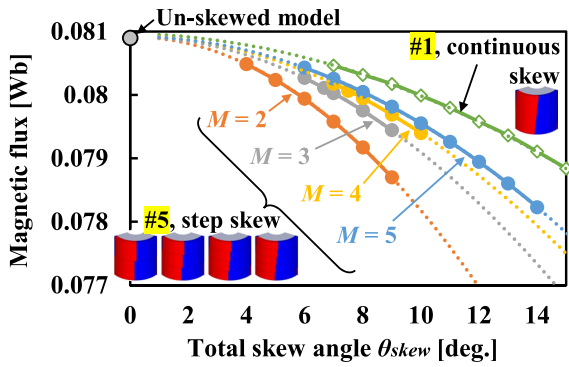 Un-skewed model
#1, continuous
skew
M = 2
M = 3
M = 4
M = 5
#5, step skew
Magnetic flux [Wb]
0.081
0.08
0.079
0.078
0.077
0 2 4 6 8 10 12 14
Total skew angle θskew [deg.]